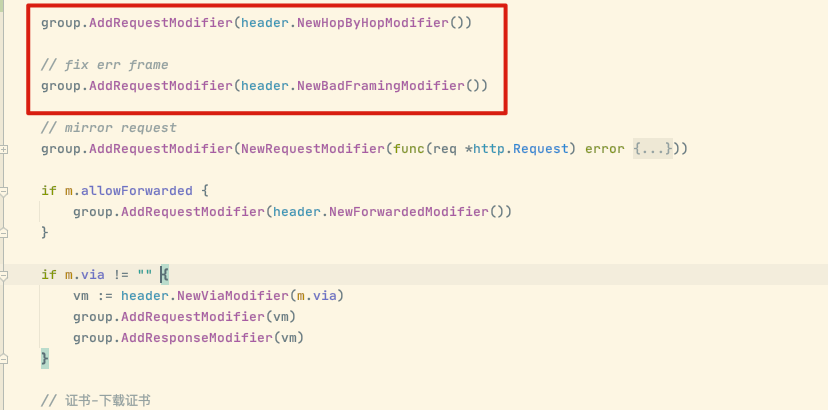 group.AddRequestModifier(header.NewHopByHopModifier())
// fix err frame
group.AddRequestModifier(header.NewBadFramingModifier())
// mirror request
group.AddRequestModifier(NewRequestModifier(func(req *http.Request) error {...}))
if m.allowForwarded {
group.AddRequestModifier(header.NewForwardedModifier())
}
if m.via != "" {
vm := header.NewViaModifier(m.via)
group.AddRequestModifier(vm)
group.AddResponseModifier(vm)
}
// 证书-下载证书